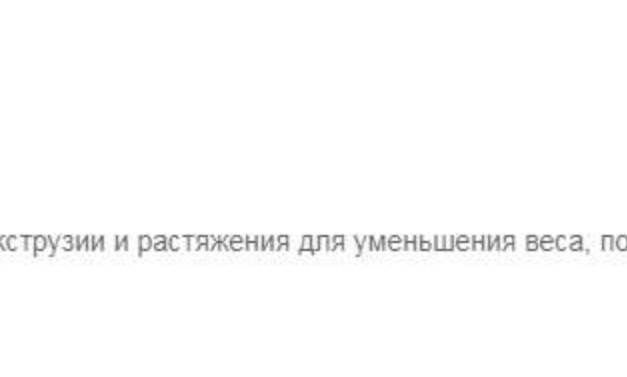 кструзии и растяжения для уменьшения веса, по